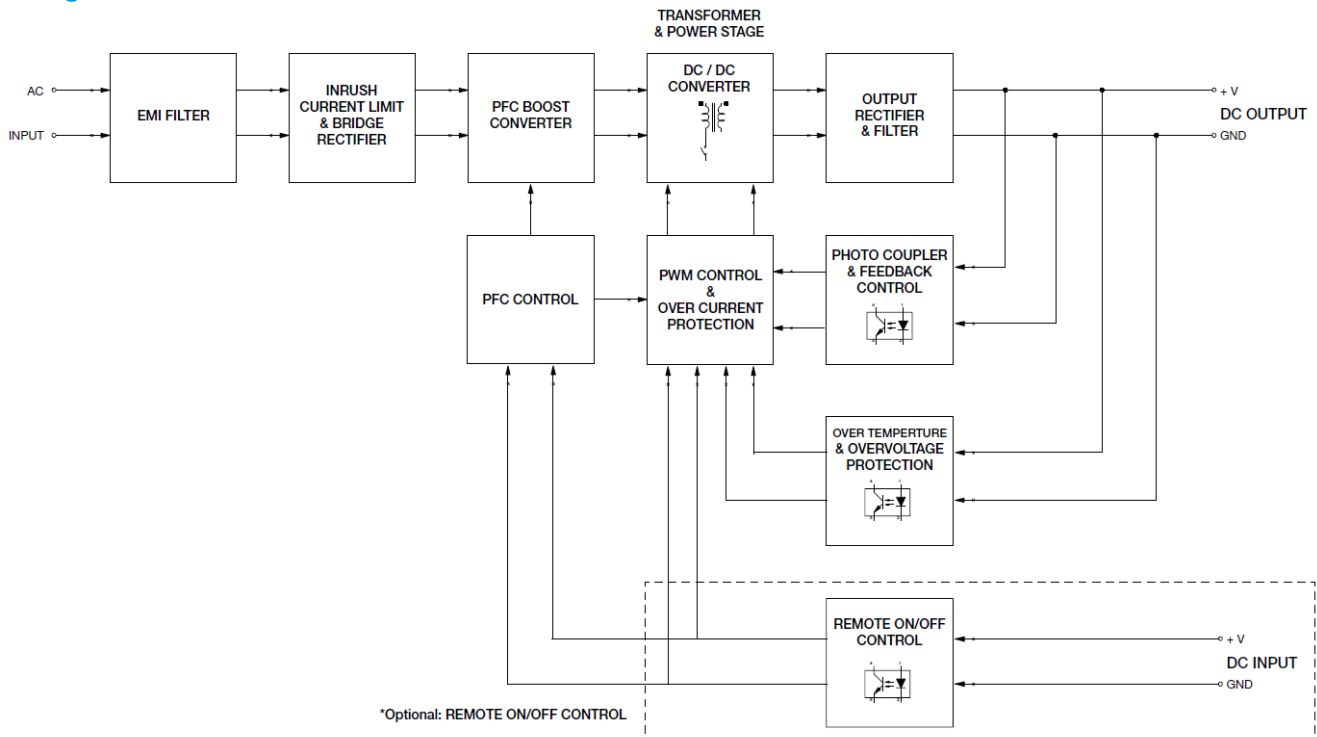 TRANSFORMER
& POWER STAGE
AC
INPUT
EMI FILTER
INRUSH
CURRENT LIMIT
& BRIDGE
RECTIFIER
PFC BOOST
CONVERTER
DC / DC
CONVERTER
OUTPUT
RECTIFIER
& FILTER
+ V
DC OUTPUT
GND
PFC CONTROL
PWM CONTROL
&
OVER CURRENT
PROTECTION
PHOTO COUPLER
& FEEDBACK
CONTROL
OVER TEMPERTURE
& OVERVOLTAGE
PROTECTION
REMOTE ON/OFF
CONTROL
+ V
DC INPUT
GND
*Optional: REMOTE ON/OFF CONTROL